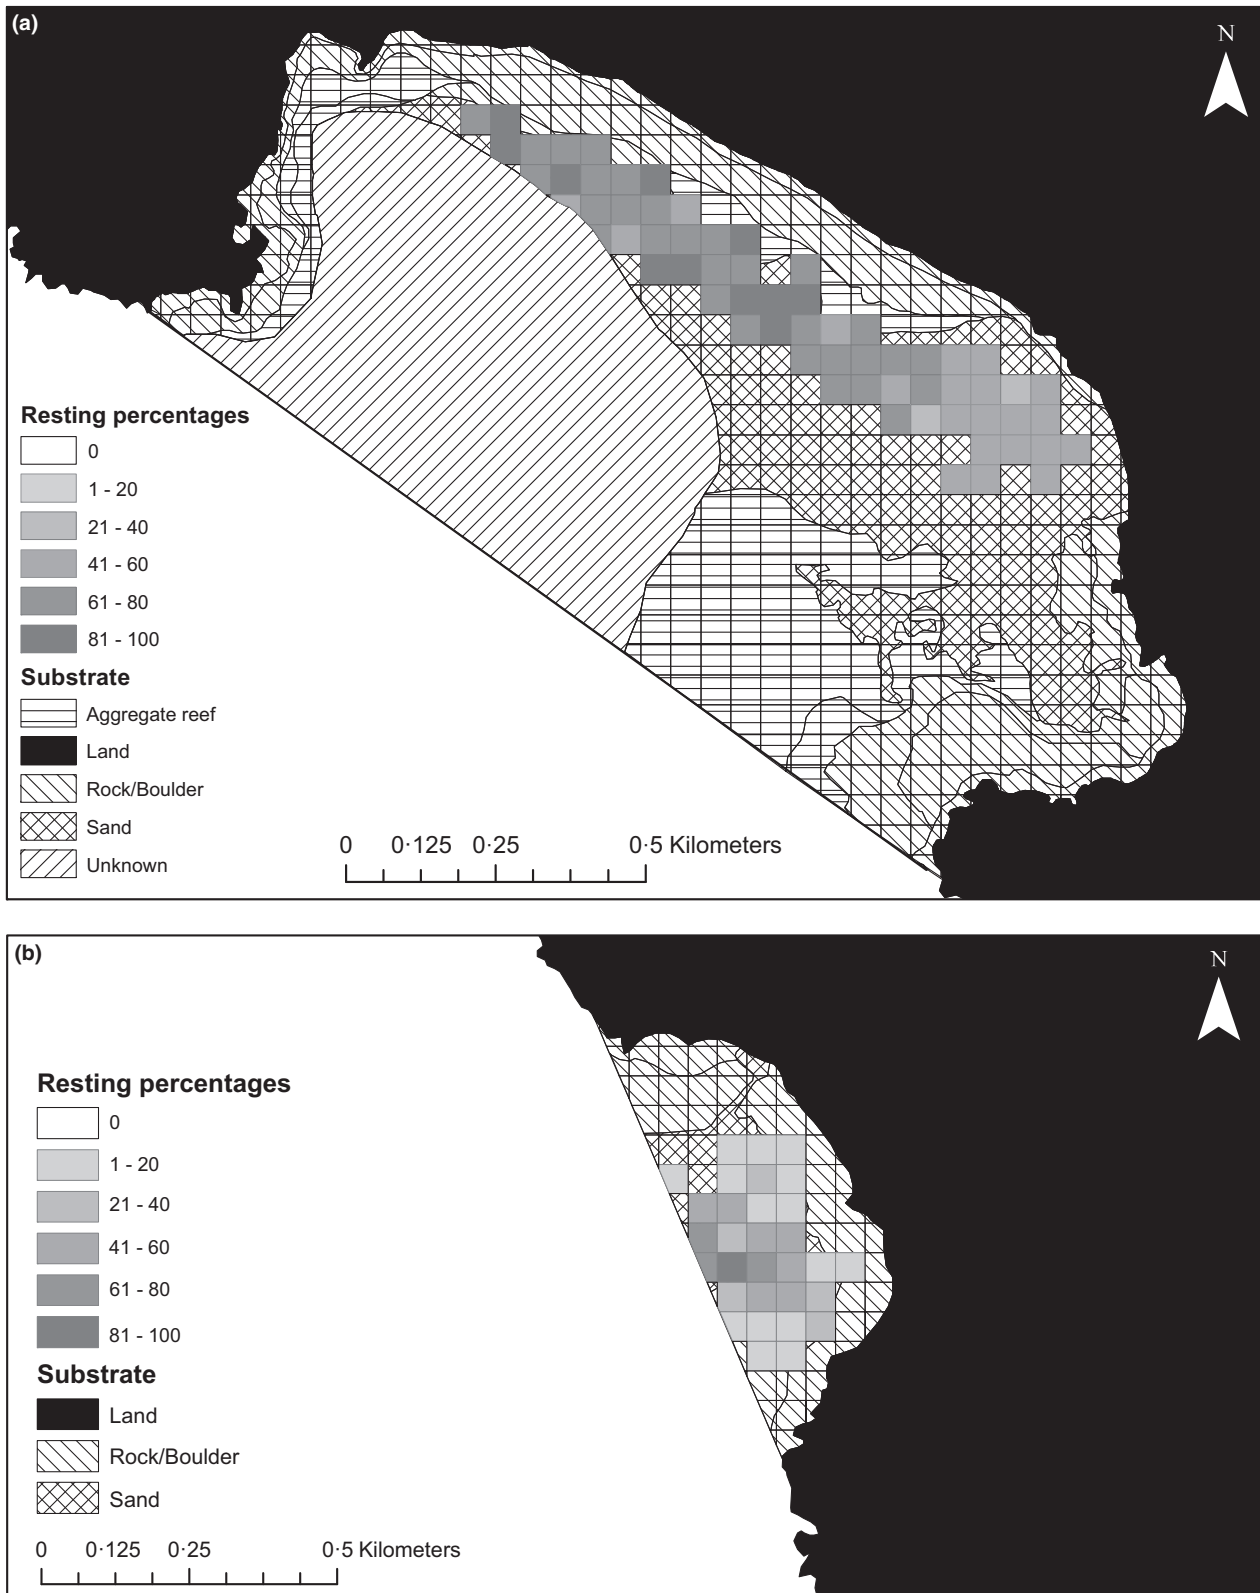 (a)
N
Resting percentages
0
1 - 20
21 - 40
41 - 60
61 - 80
81 - 100
Substrate
Aggregate reef
Land
Rock/Boulder
Sand
Unknown
0 0·125 0·25 0·5 Kilometers
(b)
N
Resting percentages
0
1 - 20
21 - 40
41 - 60
61 - 80
81 - 100
Substrate
Land
Rock/Boulder
Sand
0 0·125 0·25 0·5 Kilometers